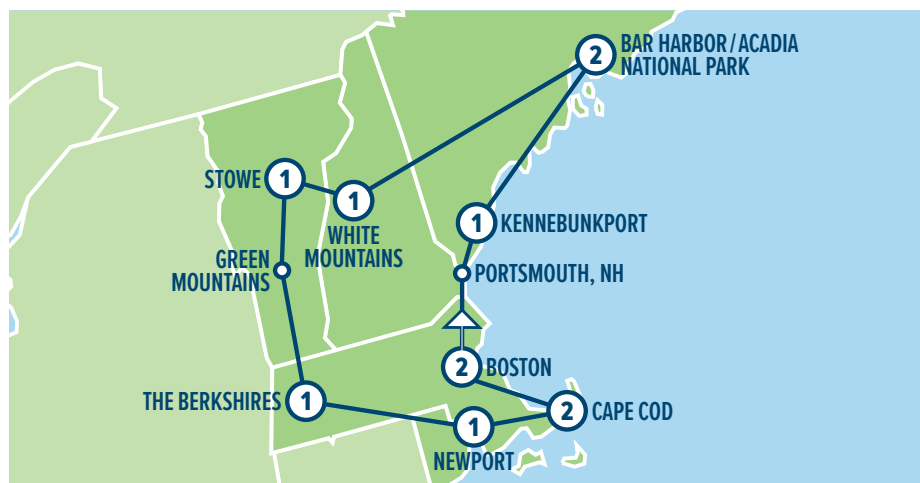 2
BAR HARBOR / ACADIA
NATIONAL PARK
STOWE
1
1
WHITE
MOUNTAINS
1
KENNEBUNKPORT
GREEN
MOUNTAINS
PORTSMOUTH, NH
2
BOSTON
THE BERKSHIRES
1
2
CAPE COD
1
NEWPORT